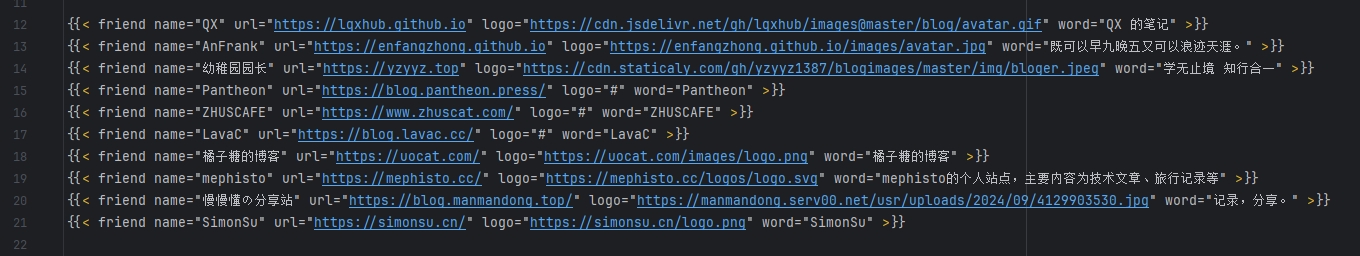 11
12 {{< friend name="QX" url="https://lqxhub.github.io" logo="https://cdn.jsdelivr.net/gh/lqxhub/images@master/blog/avatar.gif" word="QX 的笔记" >}}
13 {{< friend name="AnFrank" url="https://enfangzhong.github.io" logo="https://enfangzhong.github.io/images/avatar.jpg" word="既可以早九晚五又可以浪迹天涯。" >}}
14 {{< friend name="幼稚园园长" url="https://yzyyz.top" logo="https://cdn.staticaly.com/gh/yzyyz1387/blogimages/master/img/bloger.jpeg" word="学无止境 知行合一" >}}
15 {{< friend name="Pantheon" url="https://blog.pantheon.press/" logo="#" word="Pantheon" >}}
16 {{< friend name="ZHUSCAFE" url="https://www.zhuscat.com/" logo="#" word="ZHUSCAFE" >}}
17 {{< friend name="LavaC" url="https://blog.lavac.cc/" logo="#" word="LavaC" >}}
18 {{< friend name="橘子糖的博客" url="https://uocat.com/" logo="https://uocat.com/images/logo.png" word="橘子糖的博客" >}}
19 {{< friend name="mephisto" url="https://mephisto.cc/" logo="https://mephisto.cc/logos/logo.svg" word="mephisto的个人站点，主要内容为技术文章、旅行记录等" >}}
20 {{< friend name="慢慢懂の分享站" url="https://blog.manmandong.top/" logo="https://manmandong.serv00.net/usr/uploads/2024/09/4129903530.jpg" word="记录，分享。" >}}
21 {{< friend name="SimonSu" url="https://simonsu.cn/" logo="https://simonsu.cn/logo.png" word="SimonSu" >}}
22